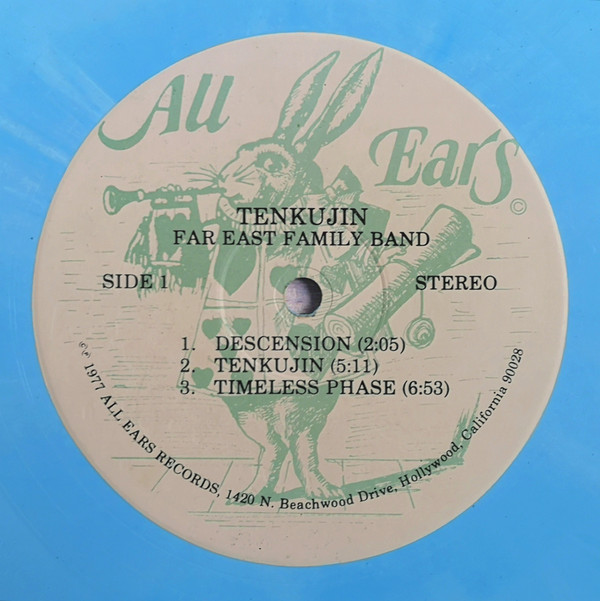 All
Ears
©
TENKUJIN
FAR EAST FAMILY BAND
SIDE 1
STEREO
1. DESCENSION (2:05)
2. TENKUJIN (5:11)
3. TIMELESS PHASE (6:53)
©℗ 1977 ALL EARS RECORDS, 1420 N. Beachwood Drive, Hollywood, California 90028